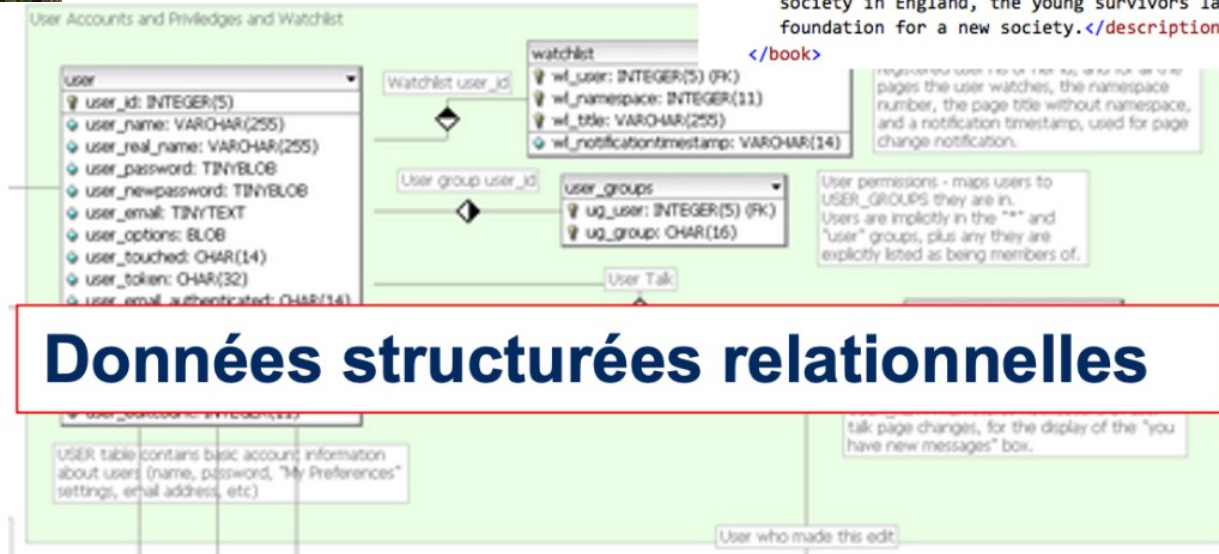 society in England, the young survivors la
foundation for a new society.</description
</book>
User Accounts and Priviledges and Watchlist
user
user_id: INTEGER(5)
user_name: VARCHAR(255)
user_real_name: VARCHAR(255)
user_password: TINYBLOB
user_newpassword: TINYBLOB
user_email: TINYTEXT
user_options: BLOB
user_touched: CHAR(14)
user_token: CHAR(32)
user_email_authenticated: CHAR(14)
Watchlist user_id
watchlist
wl_user: INTEGER(5) (FK)
wl_namespace: INTEGER(11)
wl_title: VARCHAR(255)
wl_notificationtimestamp: VARCHAR(14)
registered user his or her id, and for all the
pages the user watches, the namespace
number, the page title without namespace,
and a notification timestamp, used for page
change notification.
User group user_id
user_groups
ug_user: INTEGER(5) (FK)
ug_group: CHAR(16)
User permissions - maps users to
USER_GROUPS they are in.
Users are implicitly in the "*" and
"user" groups, plus any they are
explicitly listed as being members of.
User Talk
Données structurées relationnelles
user_editcount: INTEGER(11)
USER table contains basic account information
about users (name, password, "My Preferences"
settings, email address, etc)
talk page changes, for the display of the "you
have new messages" box.
User who made this edit